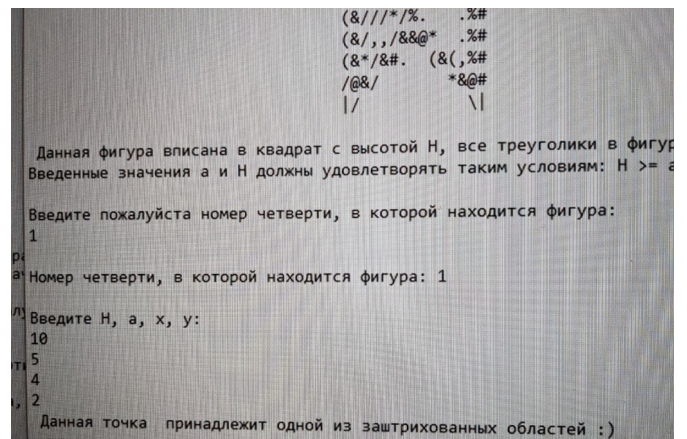 (&///*/%.    .%#
(&/,,/&&@*  .%#
(&*/&#.  (&(,%#
/@&/       *&@#
|/           \|
Данная фигура вписана в квадрат с высотой H, все треуголики в фигур
Введенные значения a и H должны удовлетворять таким условиям: H >= a
Введите пожалуйста номер четверти, в которой находится фигура:
1
Номер четверти, в которой находится фигура: 1
Введите H, a, x, y:
10
5
4
2
Данная точка  принадлежит одной из заштрихованных областей :)